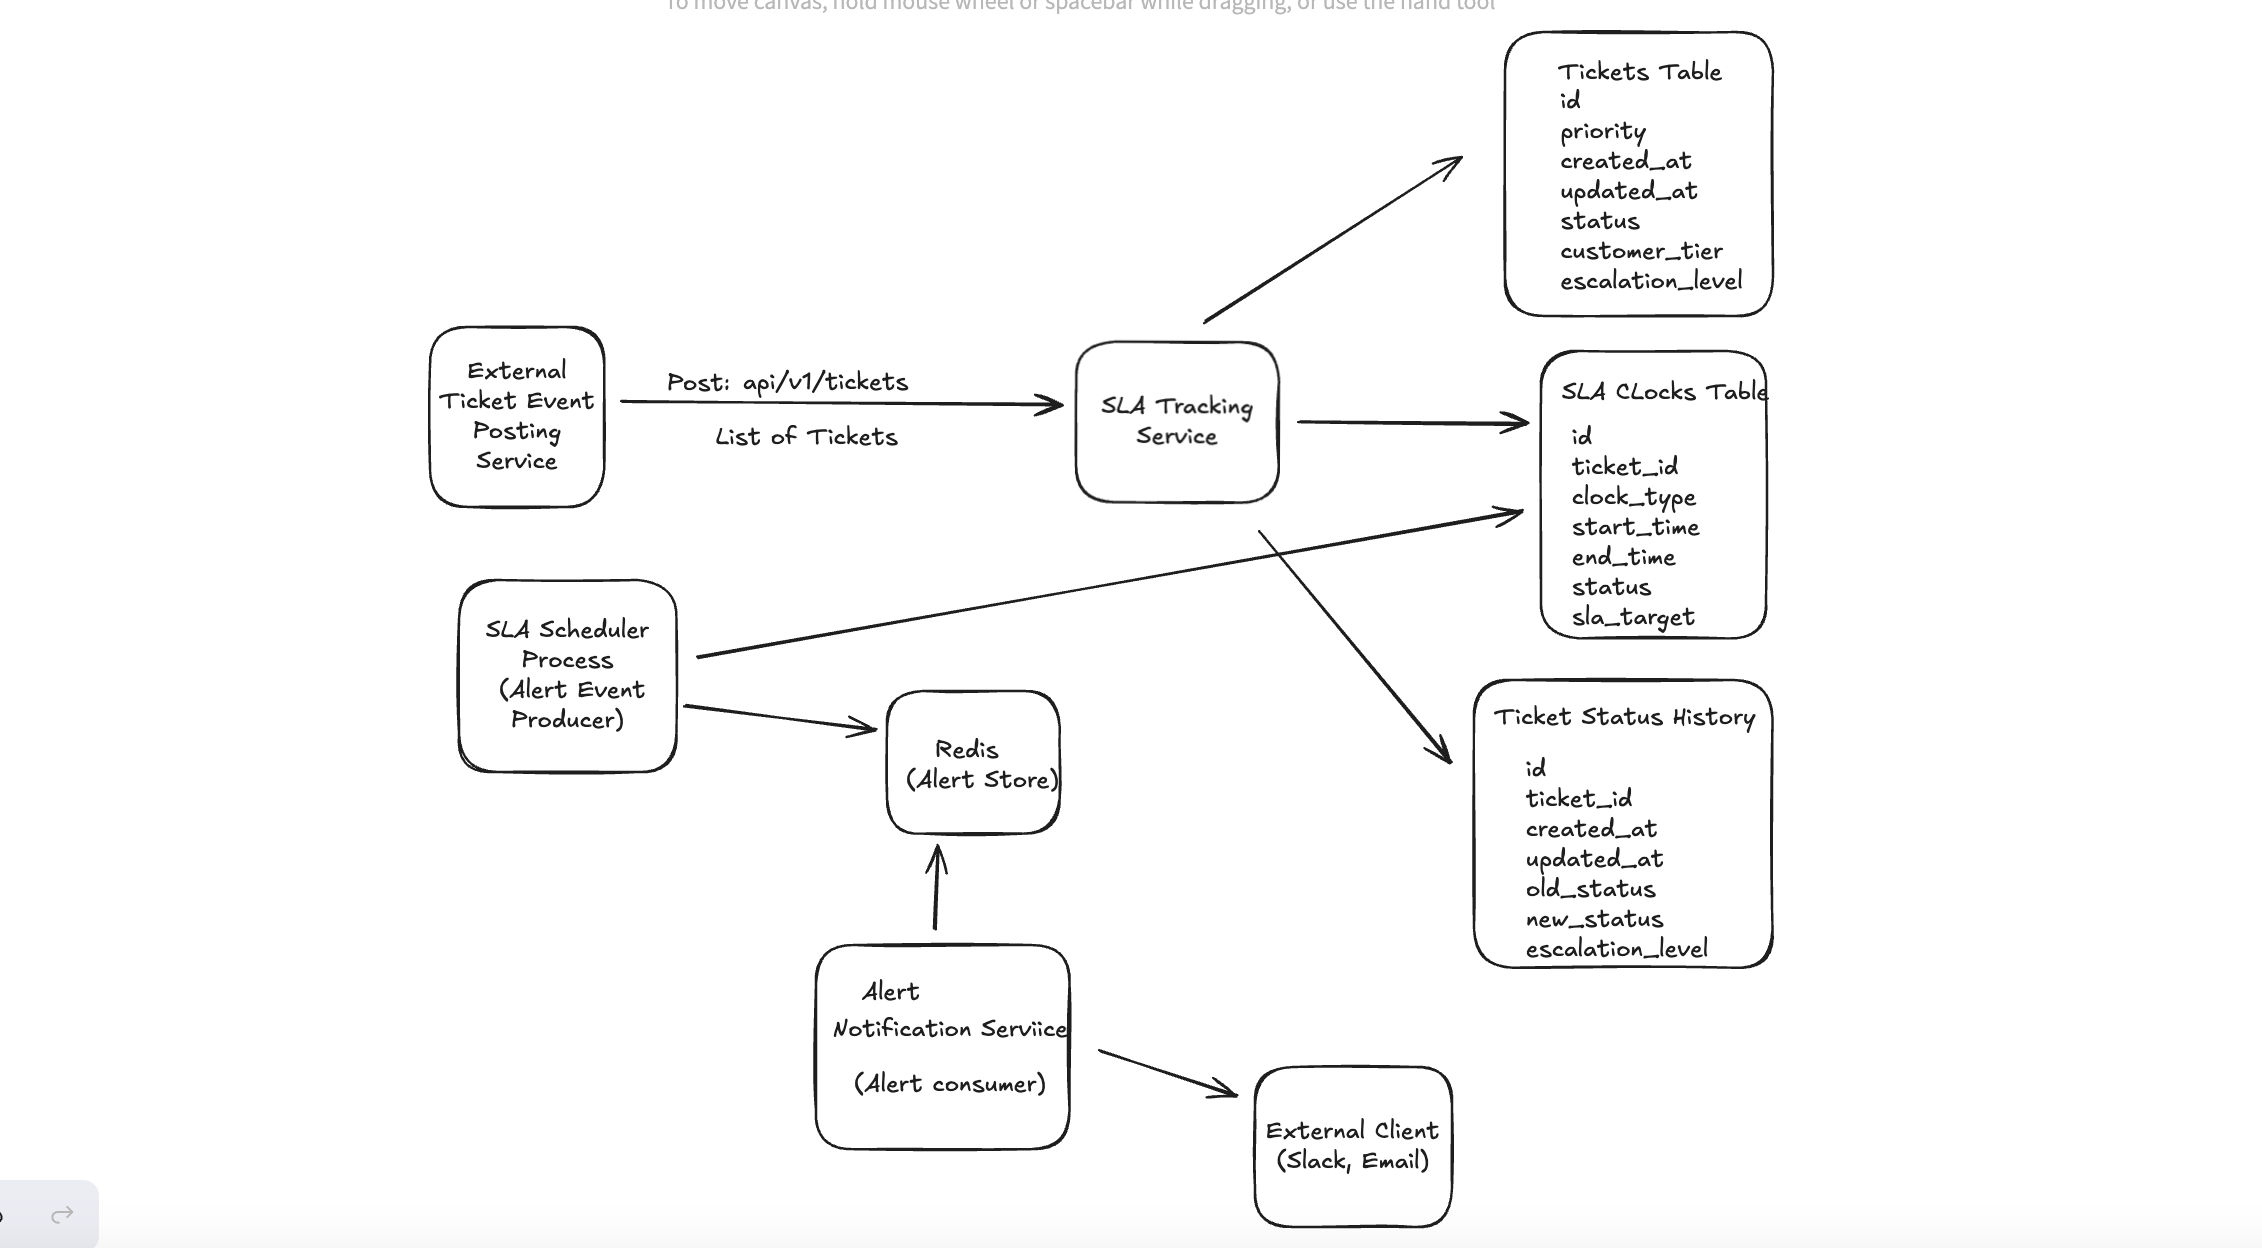 To move canvas, hold mouse wheel or spacebar while dragging, or use the hand tool
Tickets Table
id
priority
created_at
updated_at
status
customer_tier
escalation_level
External
Ticket Event
Posting
Service
Post: api/v1/tickets
List of Tickets
SLA Tracking
Service
SLA CLocks Table
id
ticket_id
clock_type
start_time
end_time
status
sla_target
SLA Scheduler
Process
(Alert Event
Producer)
Redis
(Alert Store)
Ticket Status History
id
ticket_id
created_at
updated_at
old_status
new_status
escalation_level
Alert
Notification Serviice
(Alert consumer)
External Client
(Slack, Email)